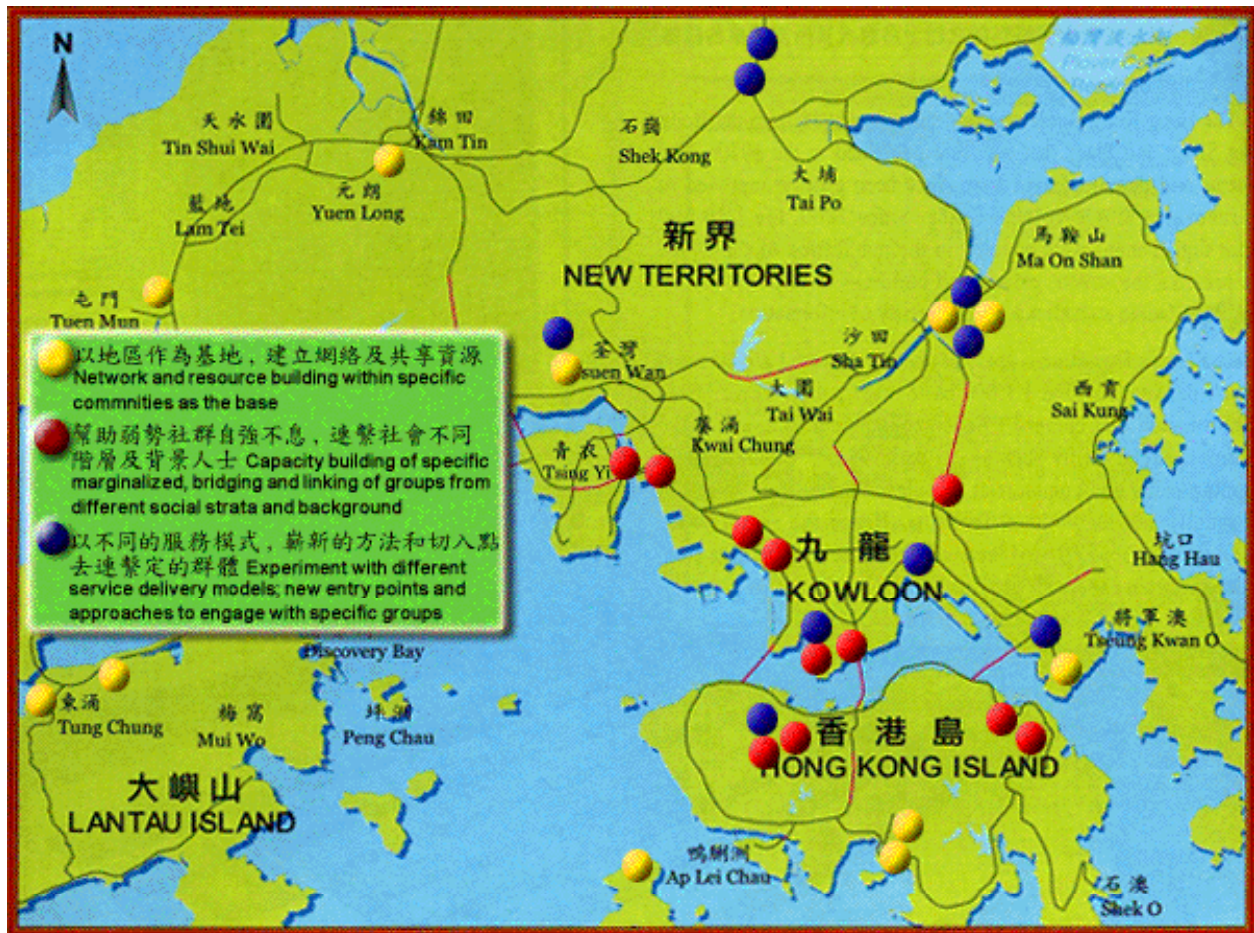 N
天水圍
Tin Shui Wai
錦田
Kam Tin
石崗
Shek Kong
元朗
Yuen Long
藍地
Lam Tei
大埔
Tai Po
新界
NEW TERRITORIES
馬鞍山
Ma On Shan
屯門
Tuen Mun
荃灣
Tsuen Wan
沙田
Sha Tin
大圍
Tai Wai
西貢
Sai Kung
葵涌
Kwai Chung
青衣
Tsing Yi
以地區作為基地，建立網絡及共享資源
Network and resource building within specific
commnities as the base
幫助弱勢社群自強不息，連繫社會不同
階層及背景人士 Capacity building of specific
marginalized, bridging and linking of groups from
different social strata and background
以不同的服務模式，嶄新的方法和切入點
去連繫定的群體 Experiment with different
service delivery models; new entry points and
approaches to engage with specific groups
九龍
KOWLOON
坑口
Hang Hau
將軍澳
Tseung Kwan O
Discovery Bay
東涌
Tung Chung
梅窩
Mui Wo
坪洲
Peng Chau
香港島
HONG KONG ISLAND
大嶼山
LANTAU ISLAND
鴨脷洲
Ap Lei Chau
石澳
Shek O